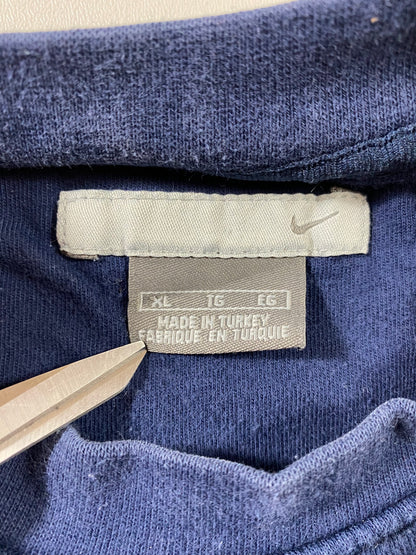 XL TG EG
MADE IN TURKEY
FABRIQUE EN TURQUIE